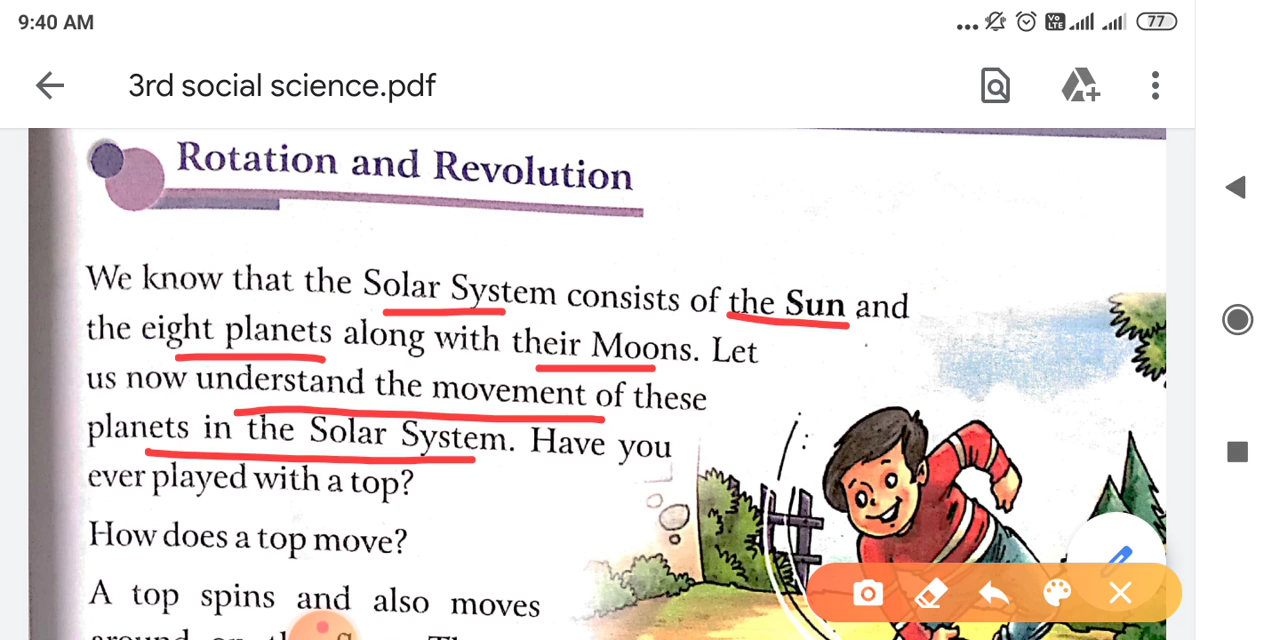 9:40 AM
Vo
LTE
77
3rd social science.pdf
Rotation and Revolution
We know that the Solar System consists of the Sun and
the eight planets along with their Moons. Let
us now understand the movement of these
planets in the Solar System. Have you
ever played with a top?
How does a top move?
A top spins and also moves